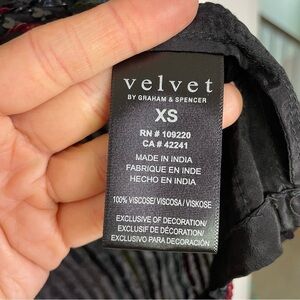 velvet
BY GRAHAM & SPENCER
XS
RN # 109220
CA # 42241
MADE IN INDIA
FABRIQUE EN INDE
HECHO EN INDIA
100% VISCOSE/ VISCOSA/ VISKOSE
EXCLUSIVE OF DECORATION/
EXCLUSIF DE DÉCORATION/
EXCLUSIVO PARA DECORACIÓN